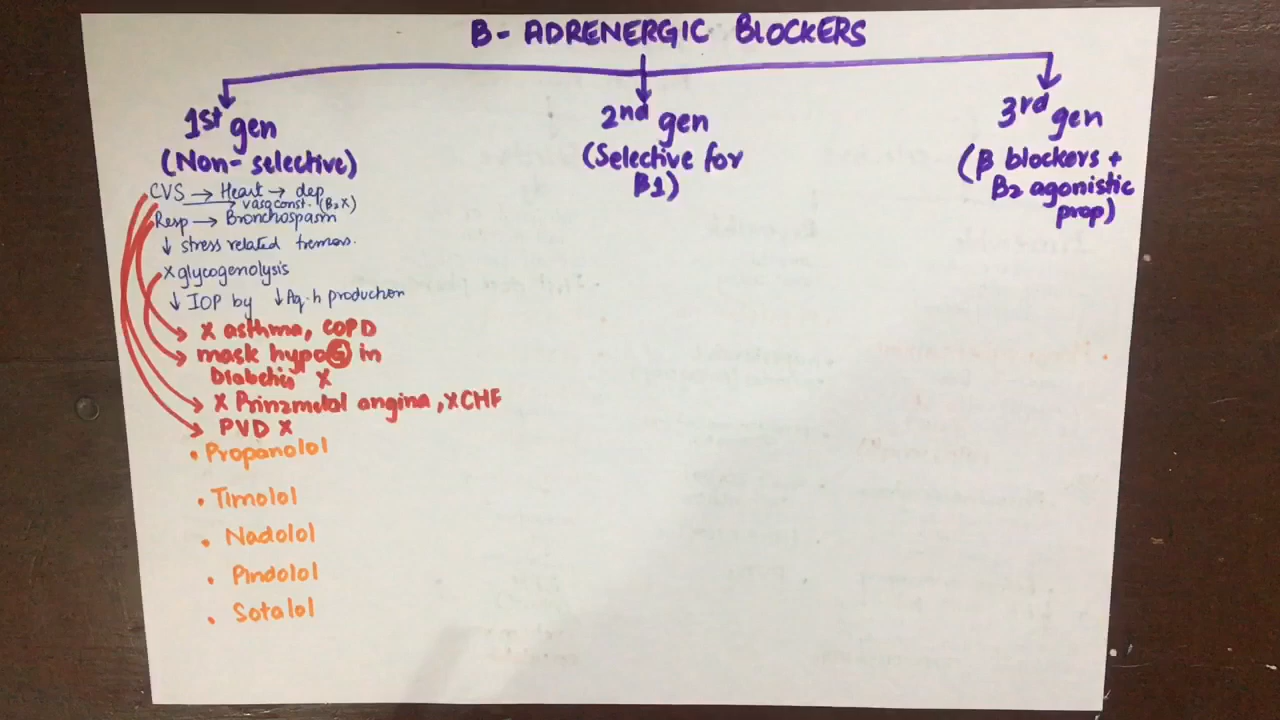 B- ADRENERGIC BLOCKERS
1st gen
(Non- selective)
CVS → Heart → dep
→ vasoconst. (B2 X)
Resp → Bronchospasm
↓ stress related tremors.
X glycogenolysis
↓ IOP by ↓ Aq. h production
X asthma, COPD
mask hypo G in
Diabetics X
X Prinzmetal angina, X CHF
PVD X
• Propanolol
• Timolol
• Nadolol
• Pindolol
• Sotalol
2nd gen
(Selective for
β1)
3rd gen
(β blockers +
B2 agonistic
prop)